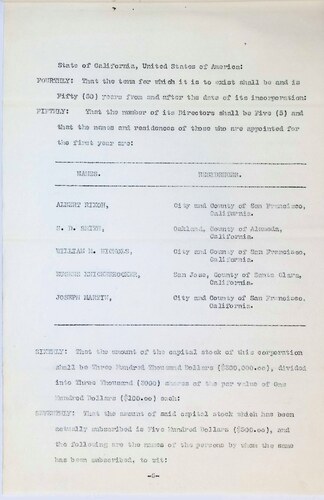 State of California, United States of America:
FOURTHLY: That the term for which it is to exist shall be and is
Fifty (50) years from and after the date of its incorporation:
FIFTHLY: That the number of its Directors shall be Five (5) and
that the names and residences of those who are appointed for
the first year are:
NAMES. RESIDENCES.
ALBERT City and County of San Francisco,
California.
Oakland, County of Alameda,
California.
WILLIAM City and County of San Francisco,
California.
KNICKERBOCKER, San Jose, County of Santa Clara,
California.
JOSEPH MARTIN, City and County of San Francisco.
California.
SIXTHLY: That the amount of the capital stock of this corporation
shall be Three Hundred Thousand Dollars ($300,000.00), divided
into Three Thousand (3000) shares of the par value of One
Hundred Dollars ($100.00) each:
SEVENTHLY: That the amount of said capital stock which has been
actually subscribed is Five Hundred Dollars ($500.00), and
the following are the names of the persons by whom the same
has been subscribed, to wit:
-2-